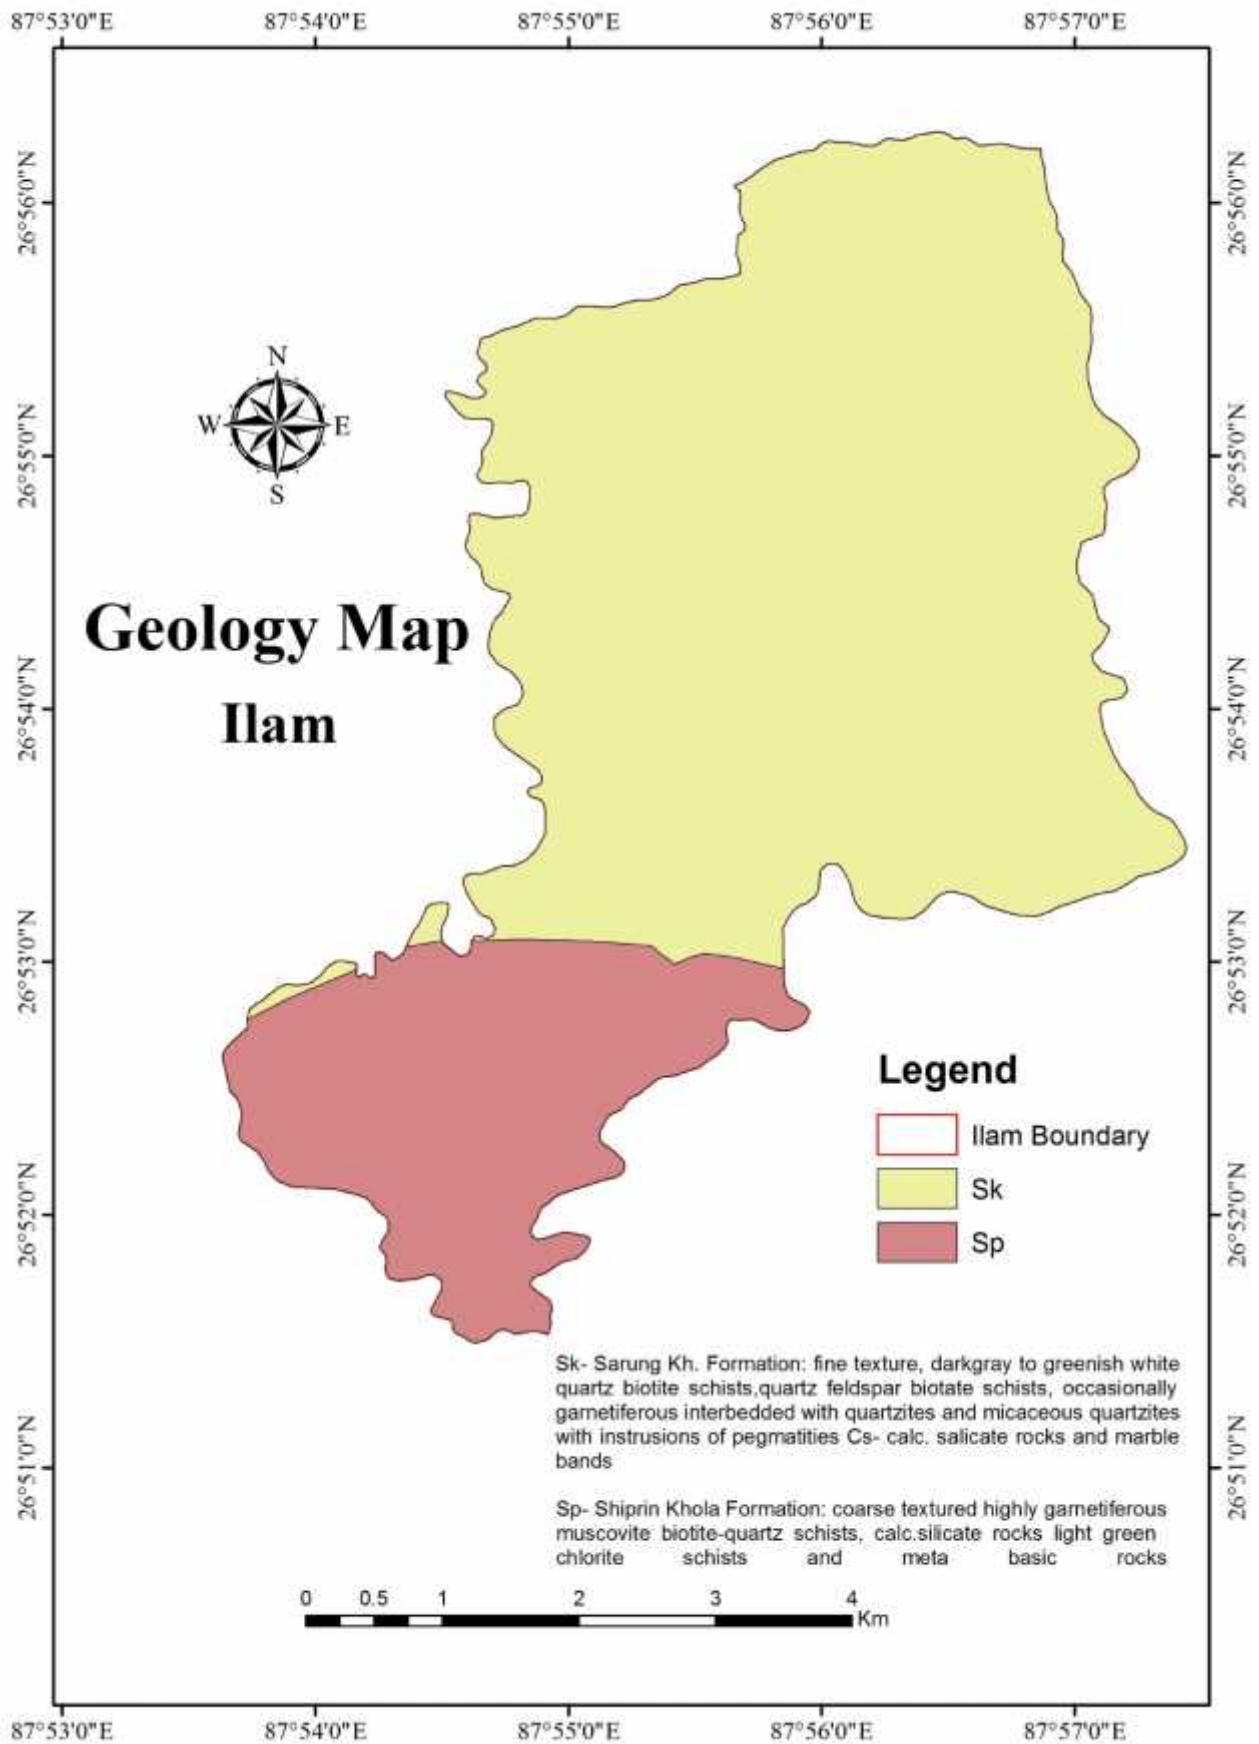 87°53'0"E 87°54'0"E 87°55'0"E 87°56'0"E 87°57'0"E
26°56'0"N 26°56'0"N
N
W E
S
26°55'0"N 26°55'0"N
Geology Map
Ilam
26°54'0"N 26°54'0"N
26°53'0"N 26°53'0"N
Legend
Ilam Boundary
Sk
Sp
26°52'0"N 26°52'0"N
Sk- Sarung Kh. Formation: fine texture, darkgray to greenish white
quartz biotite schists,quartz feldspar biotate schists, occasionally
garnetiferous interbedded with quartzites and micaceous quartzites
with instrusions of pegmatities Cs- calc. salicate rocks and marble
bands
26°51'0"N 26°51'0"N
Sp- Shiprin Khola Formation: coarse textured highly garnetiferous
muscovite biotite-quartz schists, calc.silicate rocks light green
chlorite schists and meta basic rocks
0 0.5 1 2 3 4
Km
87°53'0"E 87°54'0"E 87°55'0"E 87°56'0"E 87°57'0"E